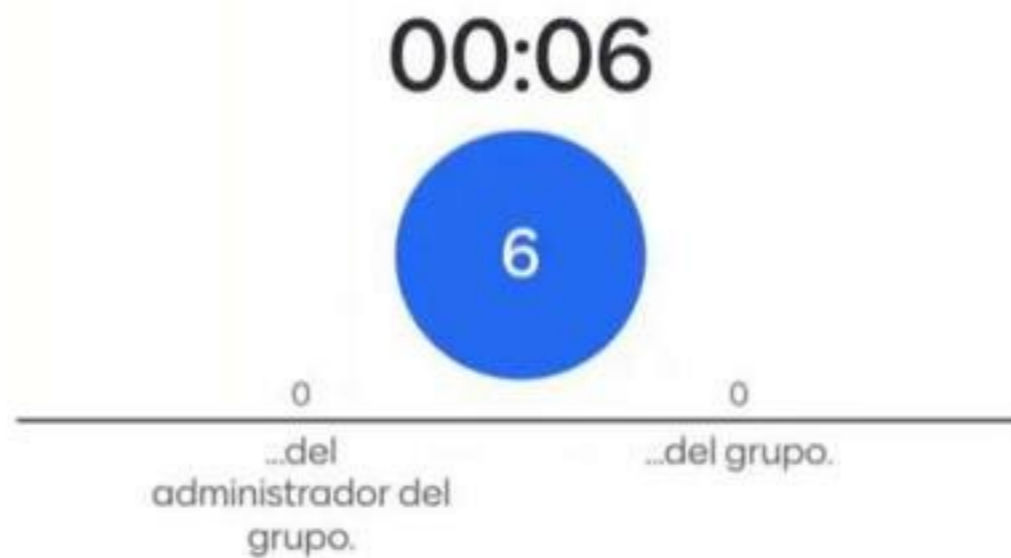 00:06
6
0 0
...del
administrador del
grupo.
...del grupo.